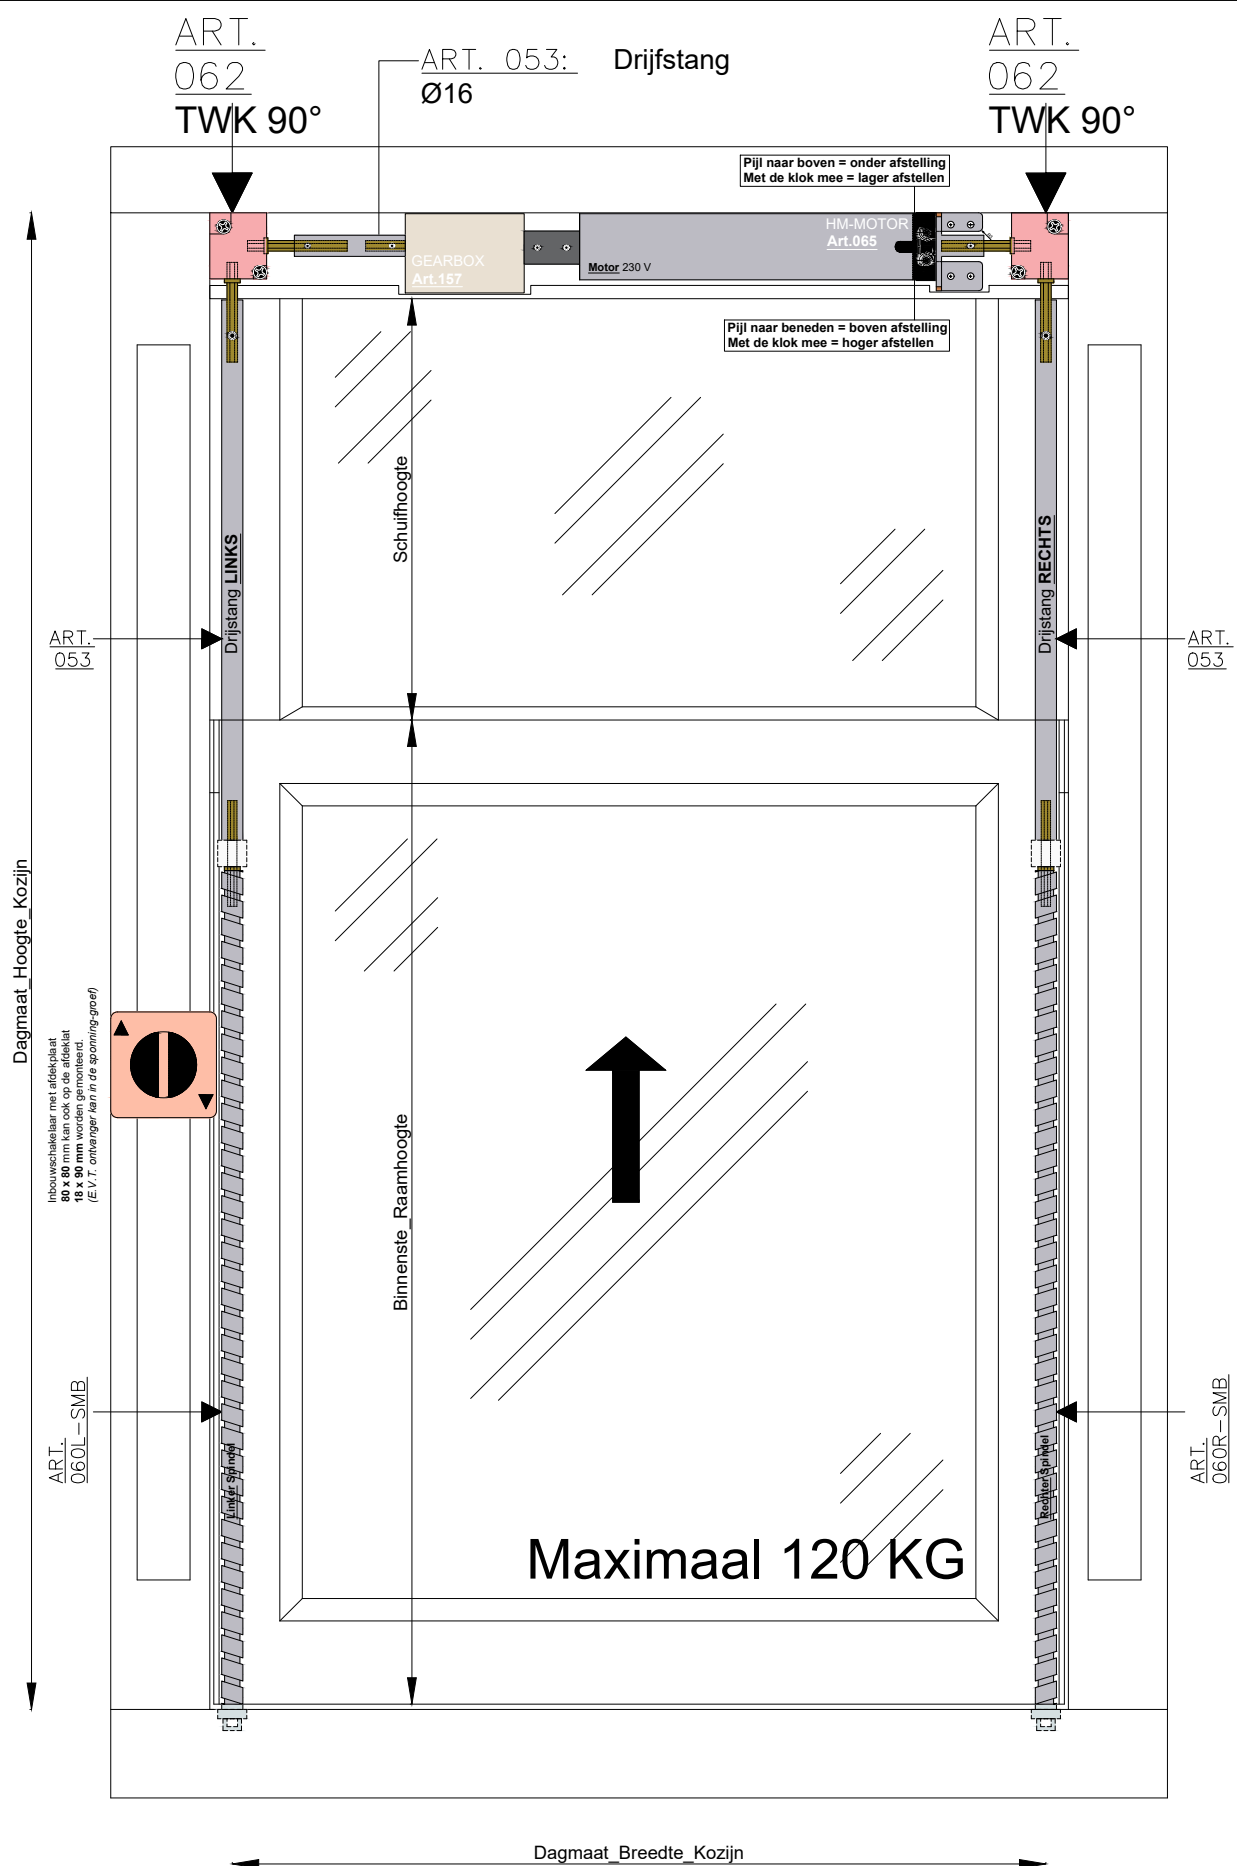 ART.
062
TWK 90°
ART. 053: Drijfstang
Ø16
ART.
062
TWK 90°
Pijl naar boven = onder afstelling
Met de klok mee = lager afstellen
HM-MOTOR
Art.065
Motor 230 V
GEARBOX
Art.157
Pijl naar beneden = boven afstelling
Met de klok mee = hoger afstellen
Schuifhoogte
Drijstang LINKS
Drijstang RECHTS
ART.
053
ART.
053
Dagmaat_Hoogte_Kozijn
Inbouwschakelaar met afdekplaat
80 x 80 mm kan ook op de afdeklat
18 x 90 mm worden gemonteerd.
(E.V.T. ontvanger kan in de sponning-groef)
Binnenste_Raamhoogte
ART.
060L-SMB
Linker Spindel
Rechter Spindel
ART.
060R-SMB
Maximaal 120 KG
Dagmaat_Breedte_Kozijn